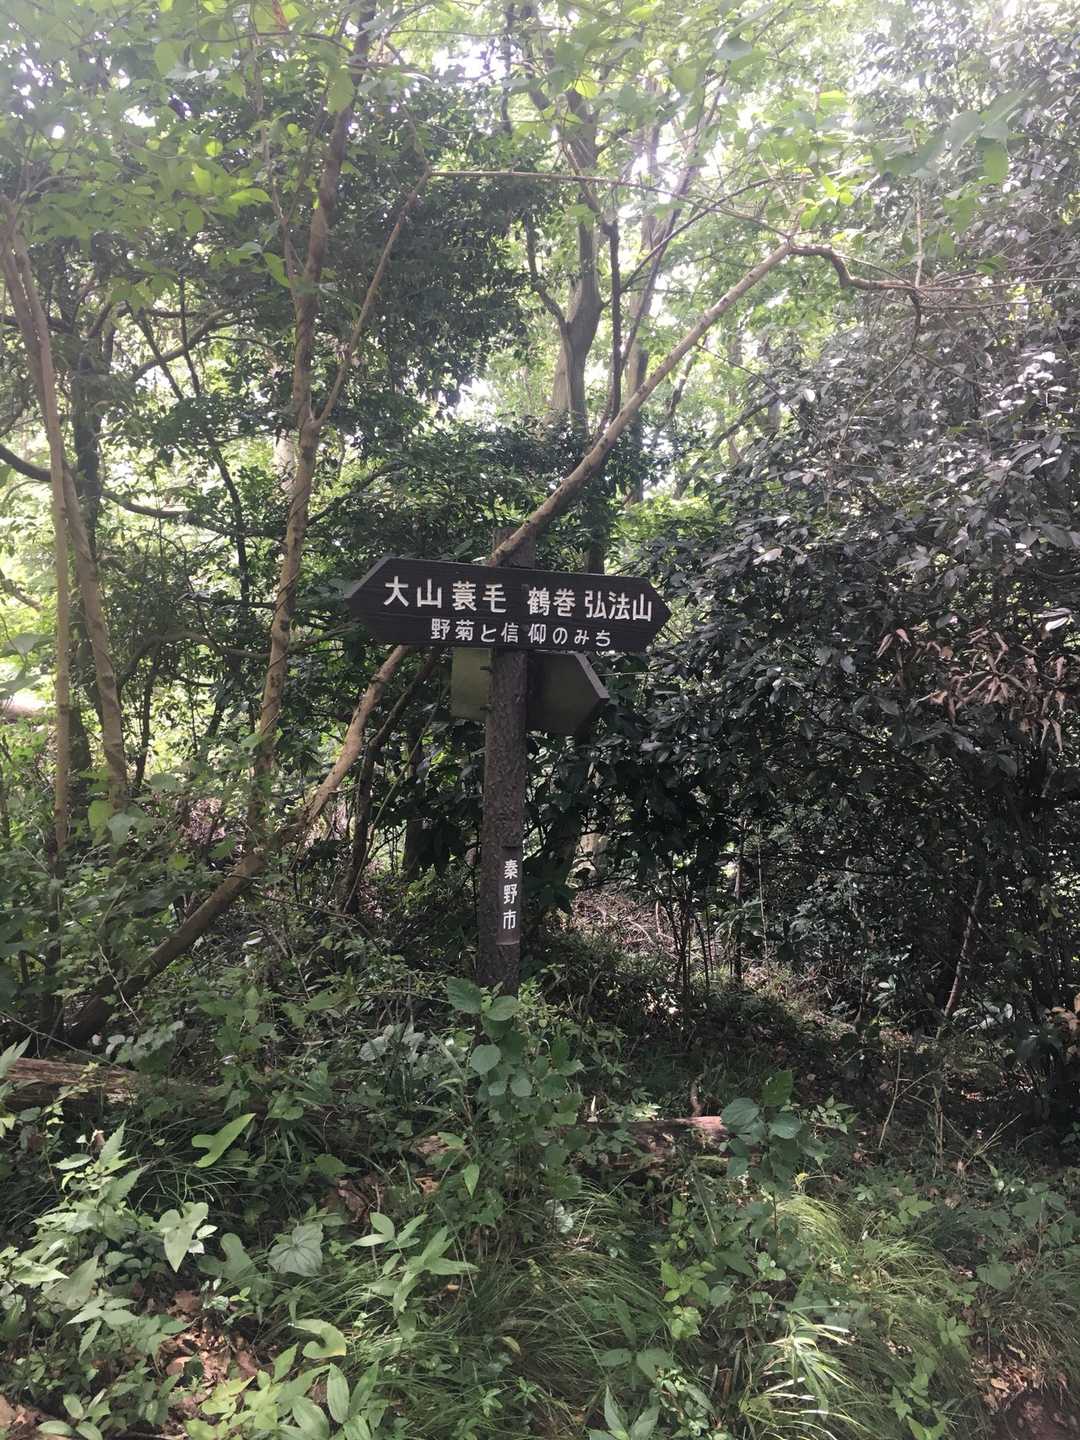 大山 蓑毛 鶴巻 弘法山
野菊と信仰のみち
秦野市